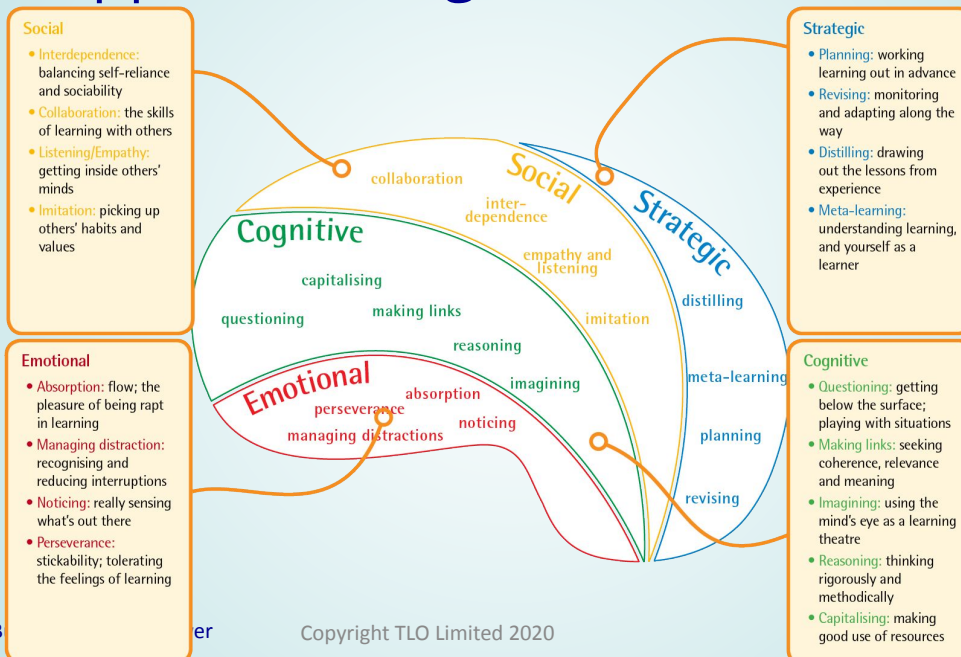 Social
• Interdependence:
balancing self-reliance
and sociability
• Collaboration: the skills
of learning with others
• Listening/Empathy:
getting inside others'
minds
• Imitation: picking up
others' habits and
values
Strategic
• Planning: working
learning out in advance
• Revising: monitoring
and adapting along the
way
• Distilling: drawing
out the lessons from
experience
• Meta-learning:
understanding learning,
and yourself as a
learner
Social
collaboration
inter-
dependence
empathy and
listening
imitation
Strategic
distilling
meta-learning
planning
revising
Cognitive
capitalising
questioning
making links
reasoning
imagining
Emotional
absorption
perseverance
noticing
managing distractions
Emotional
• Absorption: flow; the
pleasure of being rapt
in learning
• Managing distraction:
recognising and
reducing interruptions
• Noticing: really sensing
what's out there
• Perseverance:
stickability; tolerating
the feelings of learning
Cognitive
• Questioning: getting
below the surface;
playing with situations
• Making links: seeking
coherence, relevance
and meaning
• Imagining: using the
mind's eye as a learning
theatre
• Reasoning: thinking
rigorously and
methodically
• Capitalising: making
good use of resources
Copyright TLO Limited 2020